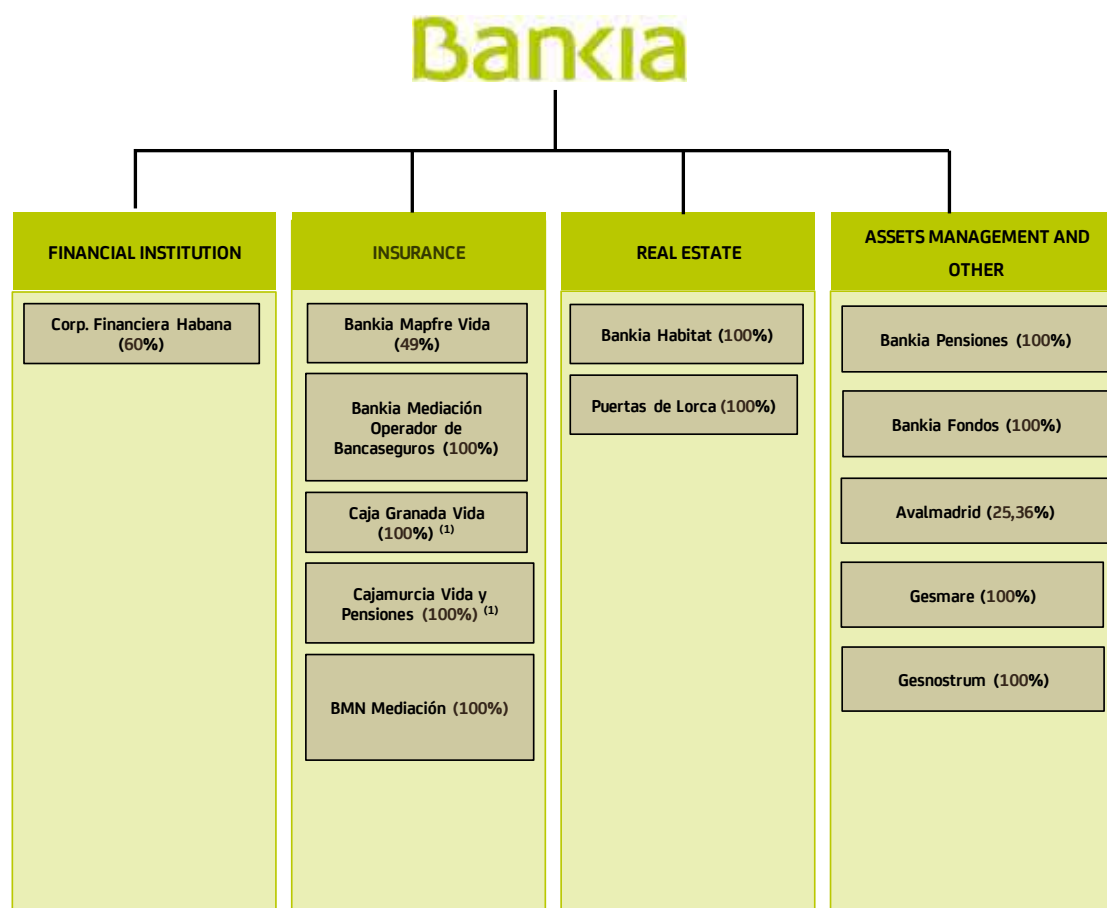 Bankia
FINANCIAL INSTITUTION
Corp. Financiera Habana
(60%)
INSURANCE
Bankia Mapfre Vida
(49%)
Bankia Mediación
Operador de
Bancaseguros (100%)
Caja Granada Vida
(100%) (1)
Cajamurcia Vida y
Pensiones (100%) (1)
BMN Mediación (100%)
REAL ESTATE
Bankia Habitat (100%)
Puertas de Lorca (100%)
ASSETS MANAGEMENT AND
OTHER
Bankia Pensiones (100%)
Bankia Fondos (100%)
Avalmadrid (25,36%)
Gesmare (100%)
Gesnostrum (100%)